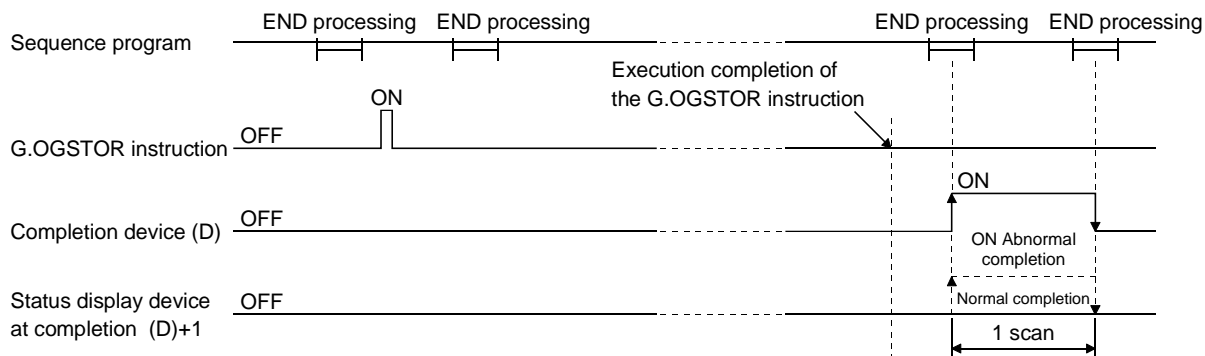 END processing
END processing
END processing
END processing
Sequence program
Execution completion of
the G.OGSTOR instruction
ON
OFF
G.OGSTOR instruction
ON
OFF
Completion device (D)
ON Abnormal
completion
OFF
Status display device
at completion (D)+1
Normal completion
1 scan